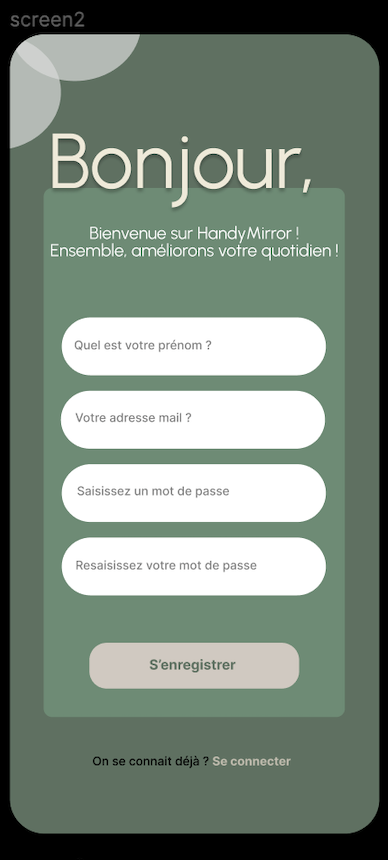 screen2
Bonjour,
Bienvenue sur HandyMirror !
Ensemble, améliorons votre quotidien !
Quel est votre prénom ?
Votre adresse mail ?
Saisissez un mot de passe
Resaisissez votre mot de passe
S’enregistrer
On se connait déjà ? Se connecter